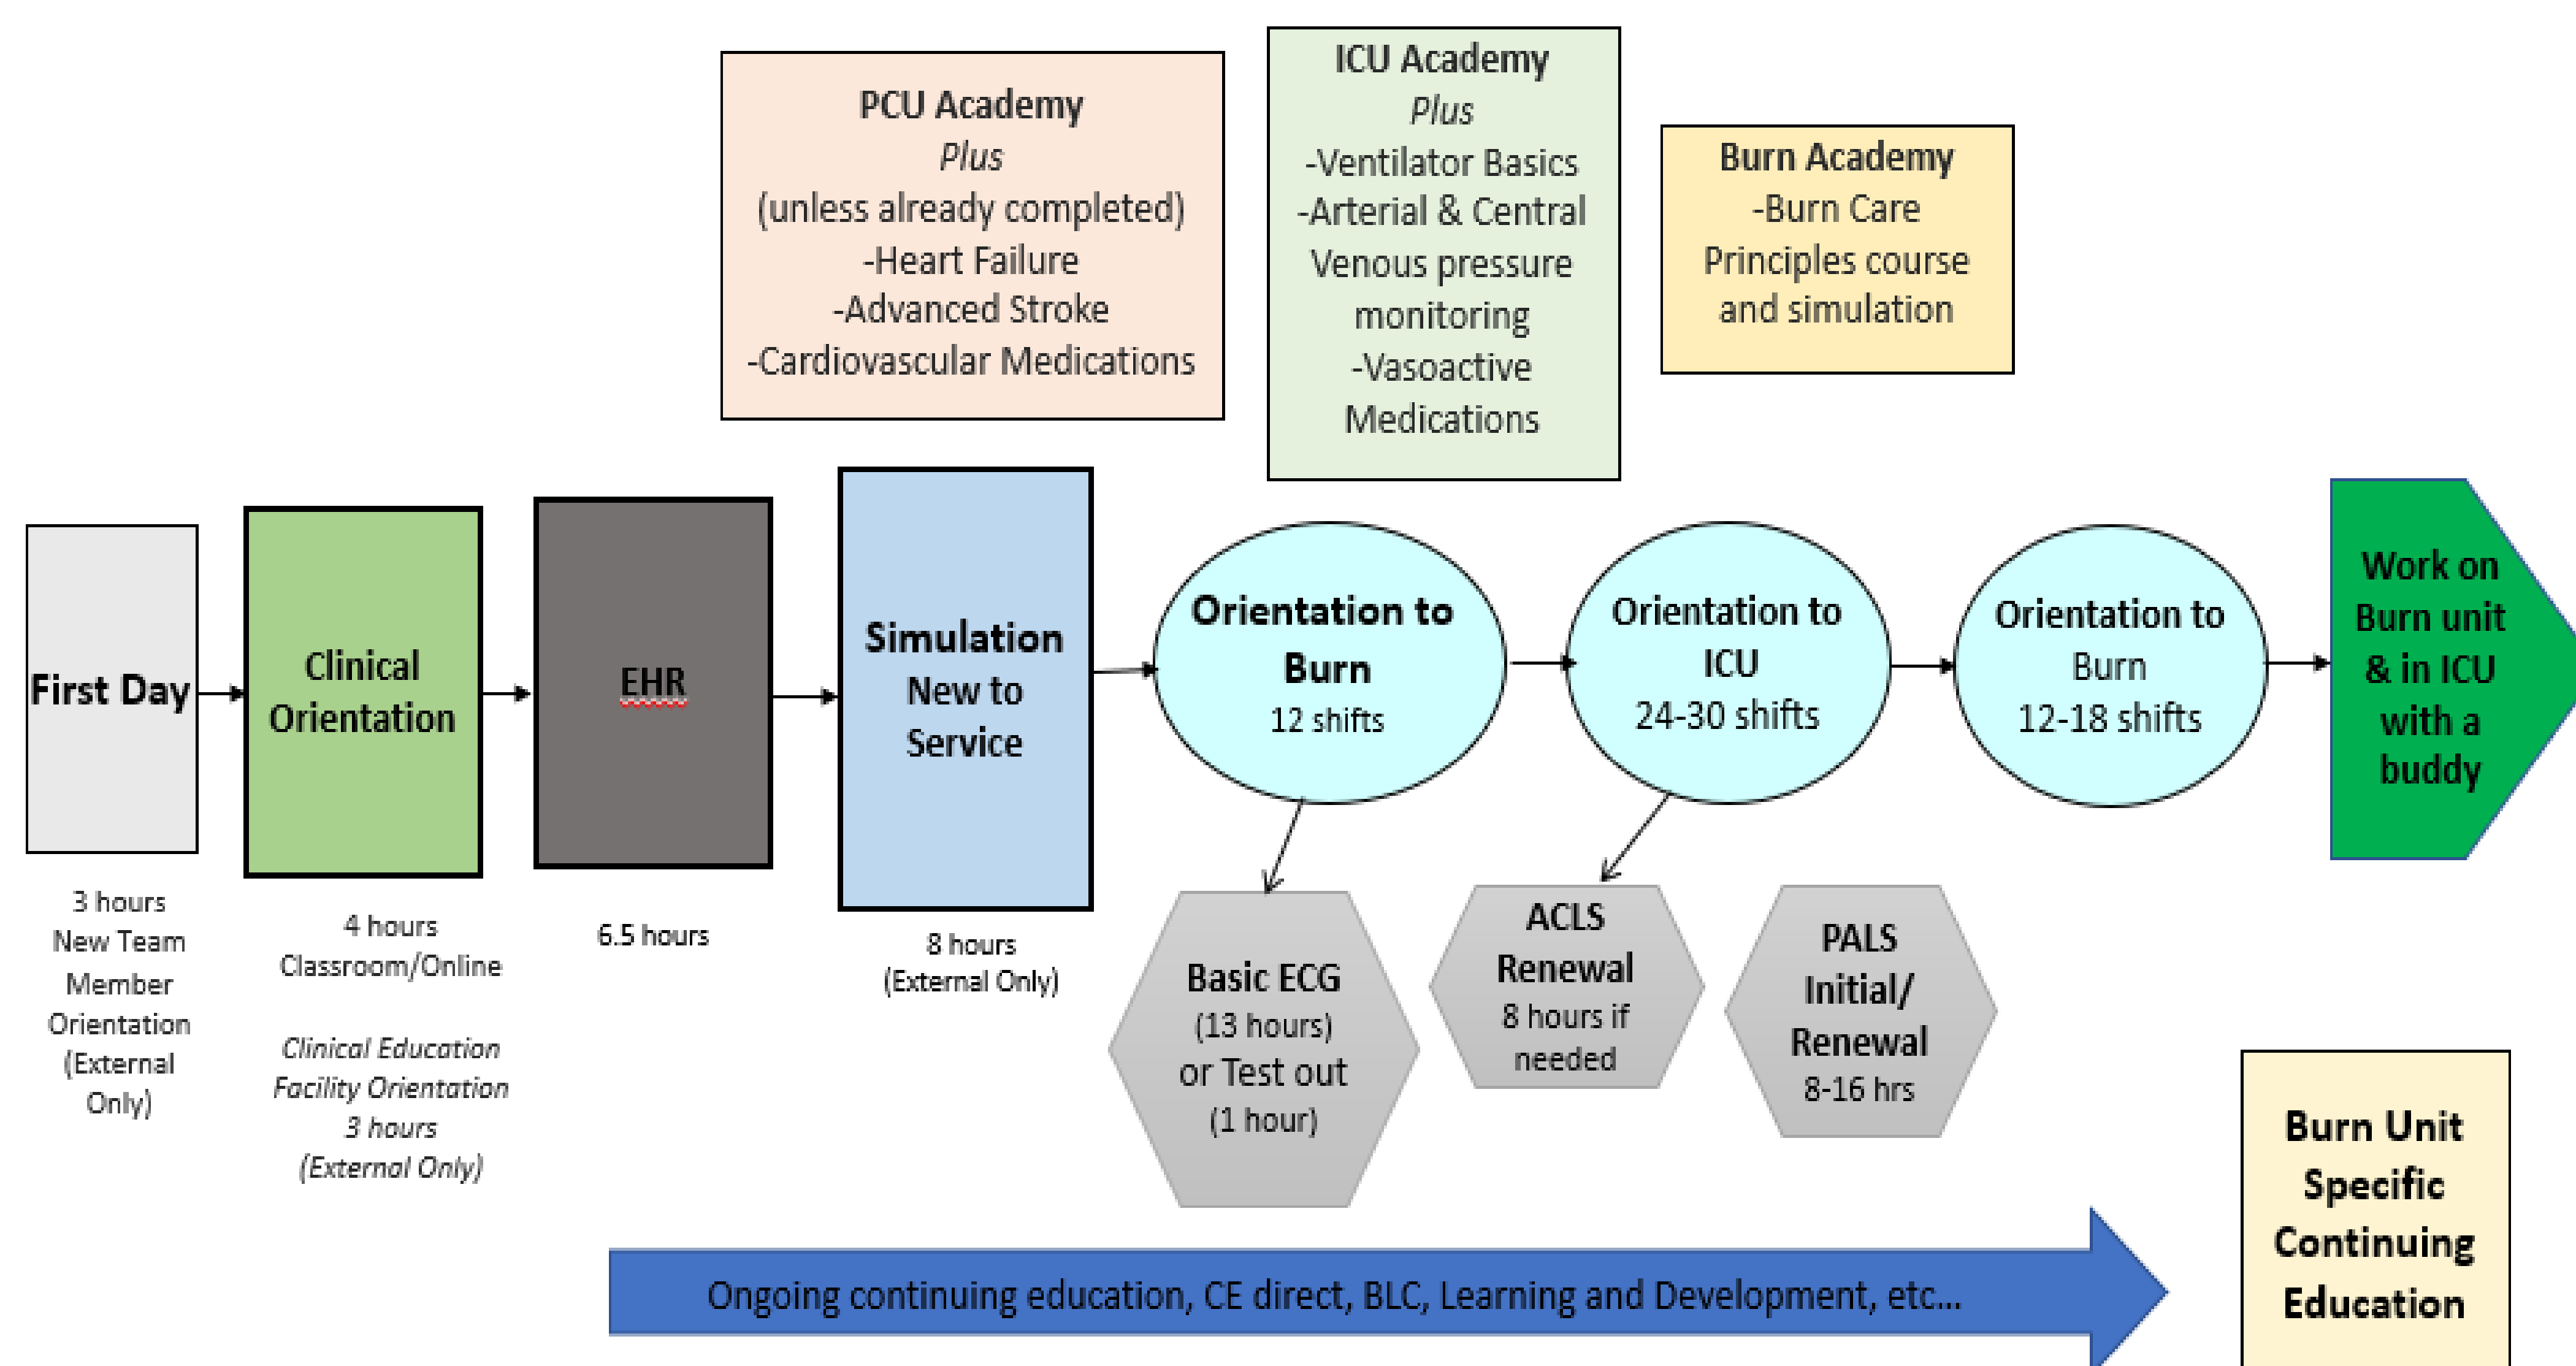 PCU Academy
Plus
(unless already completed)
-Heart Failure
-Advanced Stroke
-Cardiovascular Medications
ICU Academy
Plus
-Ventilator Basics
-Arterial & Central
Venous pressure
monitoring
-Vasoactive
Medications
Burn Academy
-Burn Care
Principles course
and simulation
First Day
3 hours
New Team
Member
Orientation
(External
Only)
Clinical
Orientation
4 hours
Classroom/Online
Clinical Education
Facility Orientation
3 hours
(External Only)
EHR
6.5 hours
Simulation
New to
Service
8 hours
(External Only)
Orientation to
Burn
12 shifts
Orientation to
ICU
24-30 shifts
Orientation to
Burn
12-18 shifts
Work on
Burn unit
& in ICU
with a
buddy
Basic ECG
(13 hours)
or Test out
(1 hour)
ACLS
Renewal
8 hours if
needed
PALS
Initial/
Renewal
8-16 hrs
Ongoing continuing education, CE direct, BLC, Learning and Development, etc...
Burn Unit
Specific
Continuing
Education